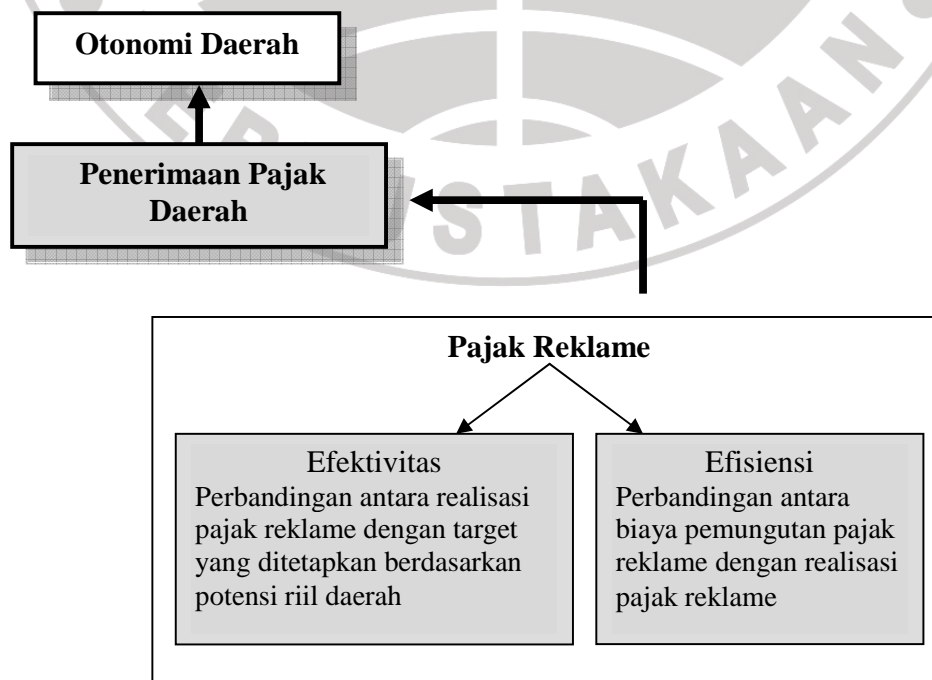 Otonomi Daerah
Penerimaan Pajak
Daerah
Pajak Reklame
Efektivitas
Perbandingan antara realisasi
pajak reklame dengan target
yang ditetapkan berdasarkan
potensi riil daerah
Efisiensi
Perbandingan antara
biaya pemungutan pajak
reklame dengan realisasi
pajak reklame